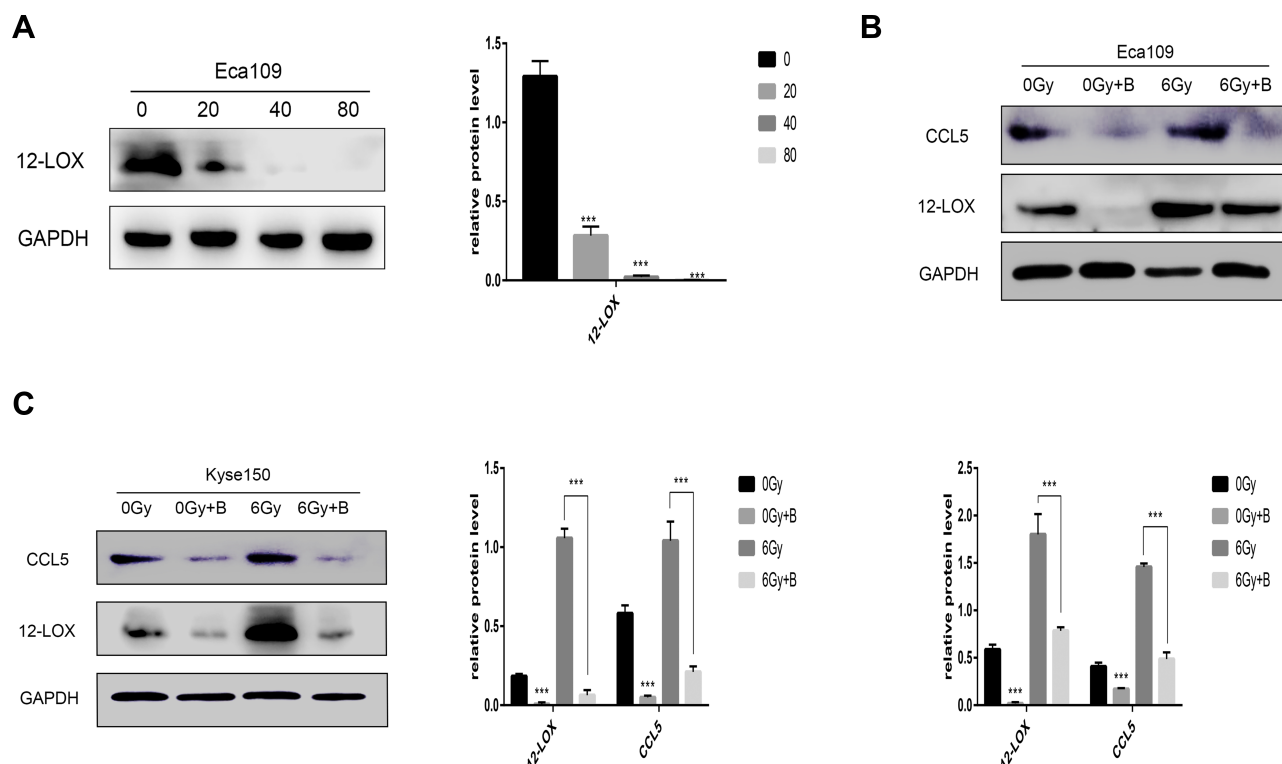 A
Eca109
0 20 40 80
12-LOX
GAPDH
relative protein level
1.5
1.0
0.5
0.0
***
***
***
12-LOX
0
20
40
80
B
Eca109
0Gy 0Gy+B 6Gy 6Gy+B
CCL5
12-LOX
GAPDH
C
Kyse150
0Gy 0Gy+B 6Gy 6Gy+B
CCL5
12-LOX
GAPDH
relative protein level
1.5
1.0
0.5
0.0
***
***
***
***
12-LOX
CCL5
0Gy
0Gy+B
6Gy
6Gy+B
relative protein level
2.5
2.0
1.5
1.0
0.5
0.0
***
***
***
***
12-LOX
CCL5
0Gy
0Gy+B
6Gy
6Gy+B